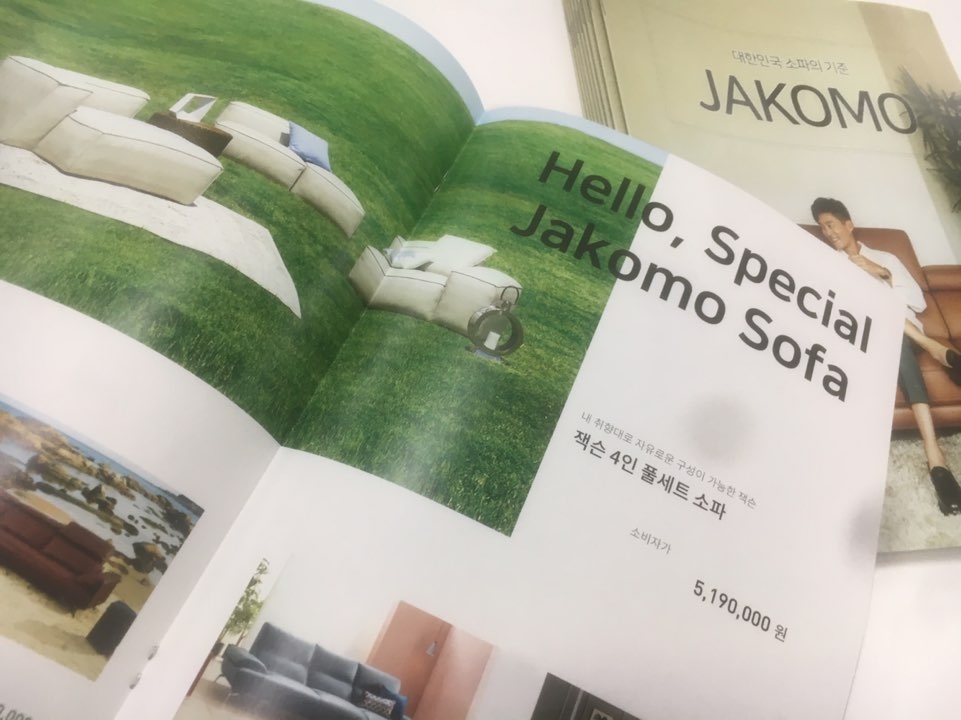 대한민국 소파의 기준
JAKOMO
Hello, Special
Jakomo Sofa
내 취향대로 자유로운 구성이 가능한 잭슨
잭슨 4인 풀세트 소파
소비자가
5,190,000 원